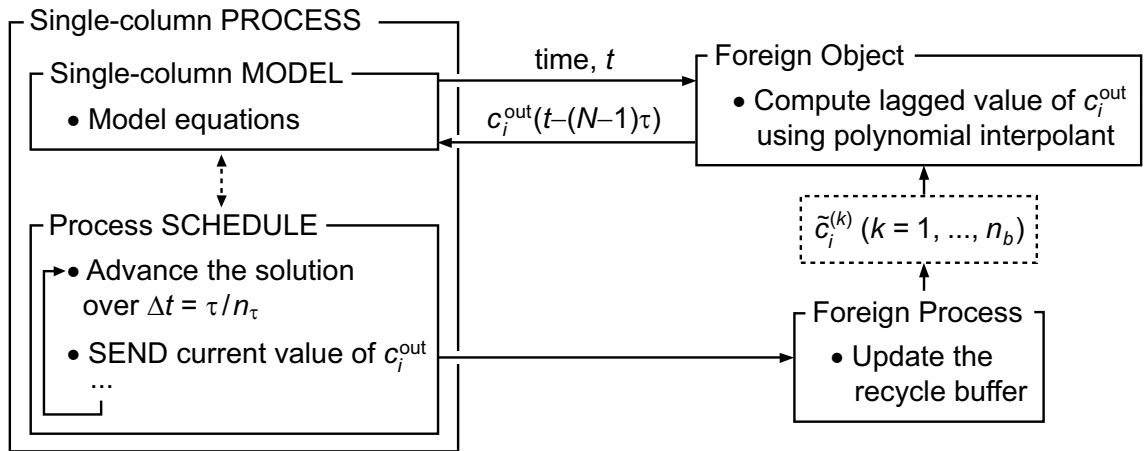 Single-column PROCESS
Single-column MODEL
• Model equations
time, t
c_i^out(t–(N–1)τ)
Foreign Object
• Compute lagged value of c_i^out
using polynomial interpolant
c̃_i^(k) (k = 1, ..., n_b)
Process SCHEDULE
• Advance the solution
over Δt = τ/n_τ
• SEND current value of c_i^out
...
Foreign Process
• Update the
recycle buffer